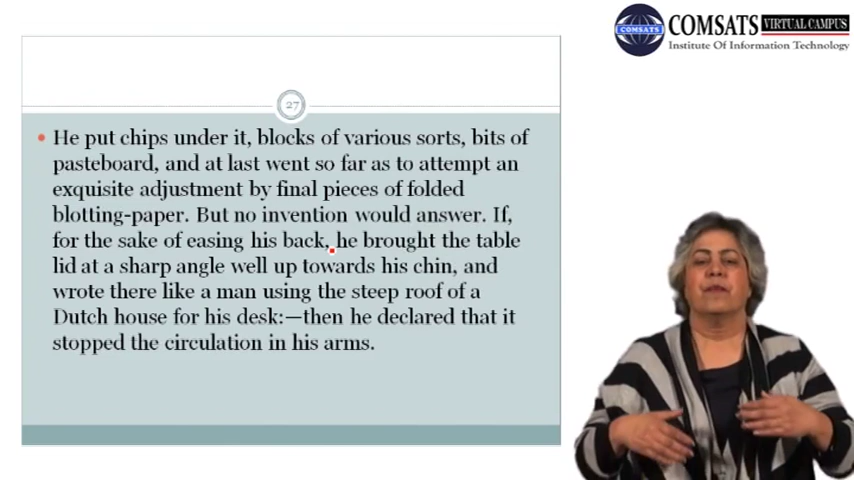 COMSATS VIRTUAL CAMPUS
Institute Of Information Technology
COMSATS
27
He put chips under it, blocks of various sorts, bits of
pasteboard, and at last went so far as to attempt an
exquisite adjustment by final pieces of folded
blotting-paper. But no invention would answer. If,
for the sake of easing his back, he brought the table
lid at a sharp angle well up towards his chin, and
wrote there like a man using the steep roof of a
Dutch house for his desk:—then he declared that it
stopped the circulation in his arms.